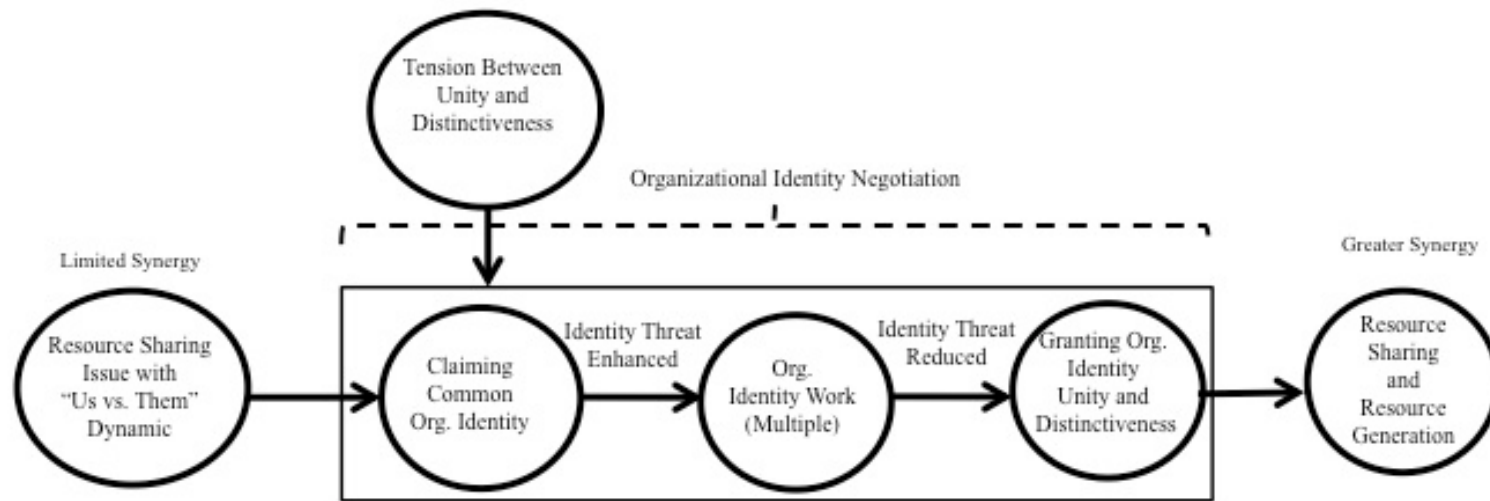 Tension Between
Unity and
Distinctiveness
Organizational Identity Negotiation
Limited Synergy
Greater Synergy
Resource Sharing
Issue with
“Us vs. Them”
Dynamic
Claiming
Common
Org. Identity
Identity Threat
Enhanced
Org.
Identity Work
(Multiple)
Identity Threat
Reduced
Granting Org.
Identity
Unity and
Distinctiveness
Resource
Sharing
and
Resource
Generation